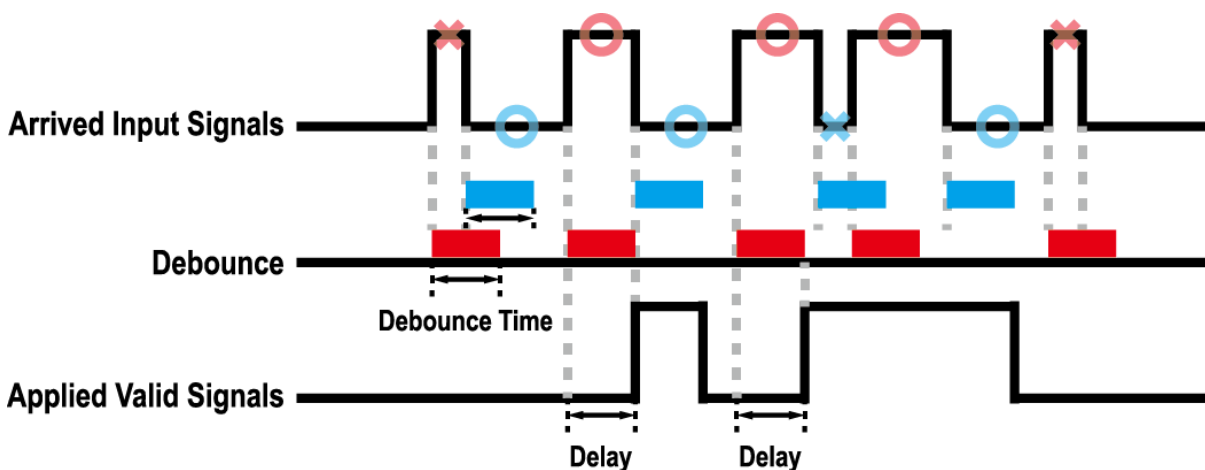 Arrived Input Signals
Debounce
Debounce Time
Applied Valid Signals
Delay
Delay